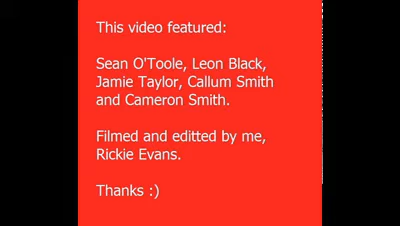 This video featured:
Sean O'Toole, Leon Black,
Jamie Taylor, Callum Smith
and Cameron Smith.
Filmed and editted by me,
Rickie Evans.
Thanks :)